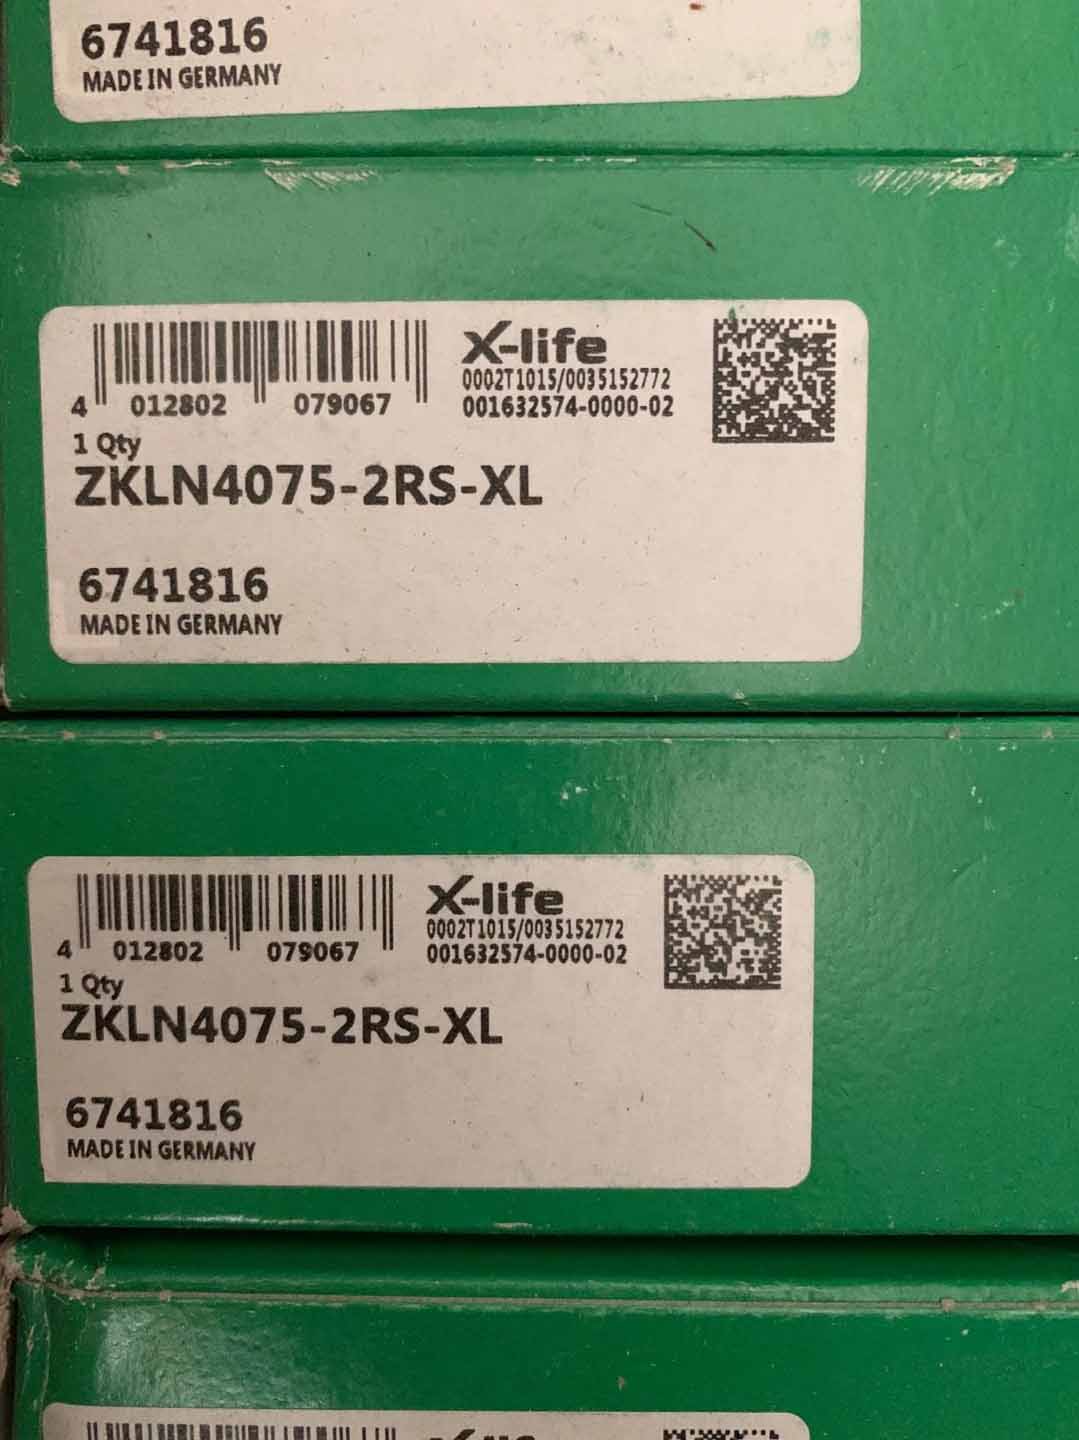 6741816
MADE IN GERMANY
X-life
0002T1015/0035152772
4 012802 079067
001632574-0000-02
1 Qty
ZKLN4075-2RS-XL
6741816
MADE IN GERMANY
X-life
0002T1015/0035152772
4 012802 079067
001632574-0000-02
1 Qty
ZKLN4075-2RS-XL
6741816
MADE IN GERMANY